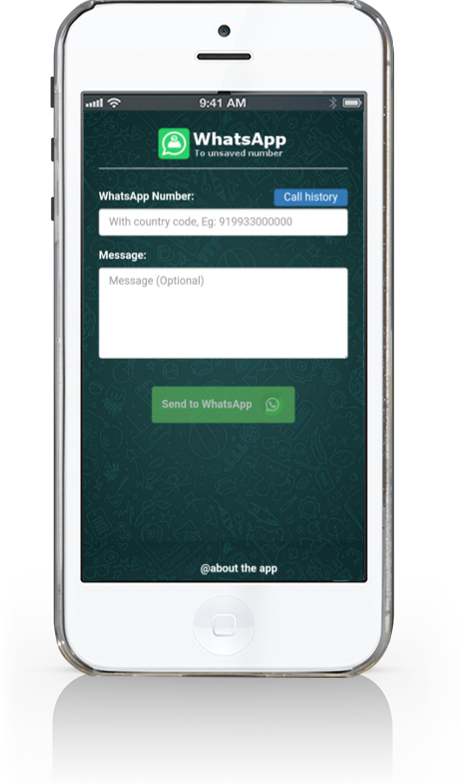 9:41 AM
WhatsApp
To unsaved number
WhatsApp Number:
Call history
With country code, Eg: 919933000000
Message:
Message (Optional)
Send to WhatsApp
@about the app